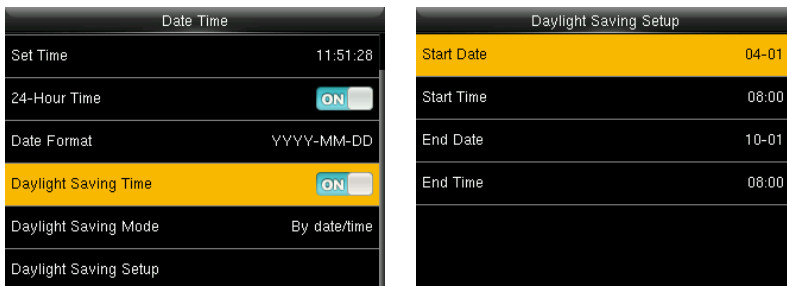 Date Time
Set Time 11:51:28
24-Hour Time ON
Date Format YYYY-MM-DD
Daylight Saving Time ON
Daylight Saving Mode By date/time
Daylight Saving Setup
Daylight Saving Setup
Start Date 04-01
Start Time 08:00
End Date 10-01
End Time 08:00